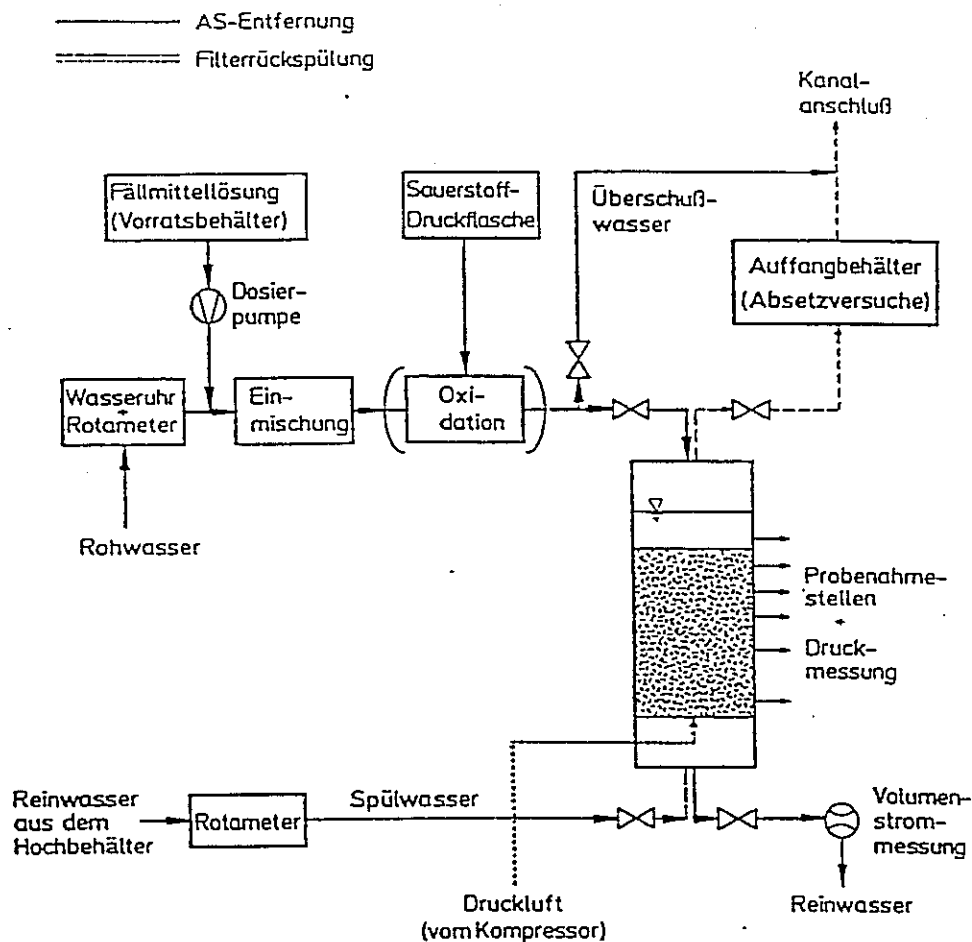 AS-Entfernung
Filterrückspülung
Kanal-
anschluß
Fällmittellösung
(Vorratsbehälter)
Sauerstoff-
Druckflasche
Überschuß-
wasser
Auffangbehälter
(Absetzversuche)
Dosier-
pumpe
Wasseruhr
Rotameter
Ein-
mischung
Oxi-
dation
Rohwasser
Probenahme-
stellen
Druck-
messung
Reinwasser
aus dem
Hochbehälter
Rotameter
Spülwasser
Volumen-
strom-
messung
Druckluft
(vom Kompressor)
Reinwasser